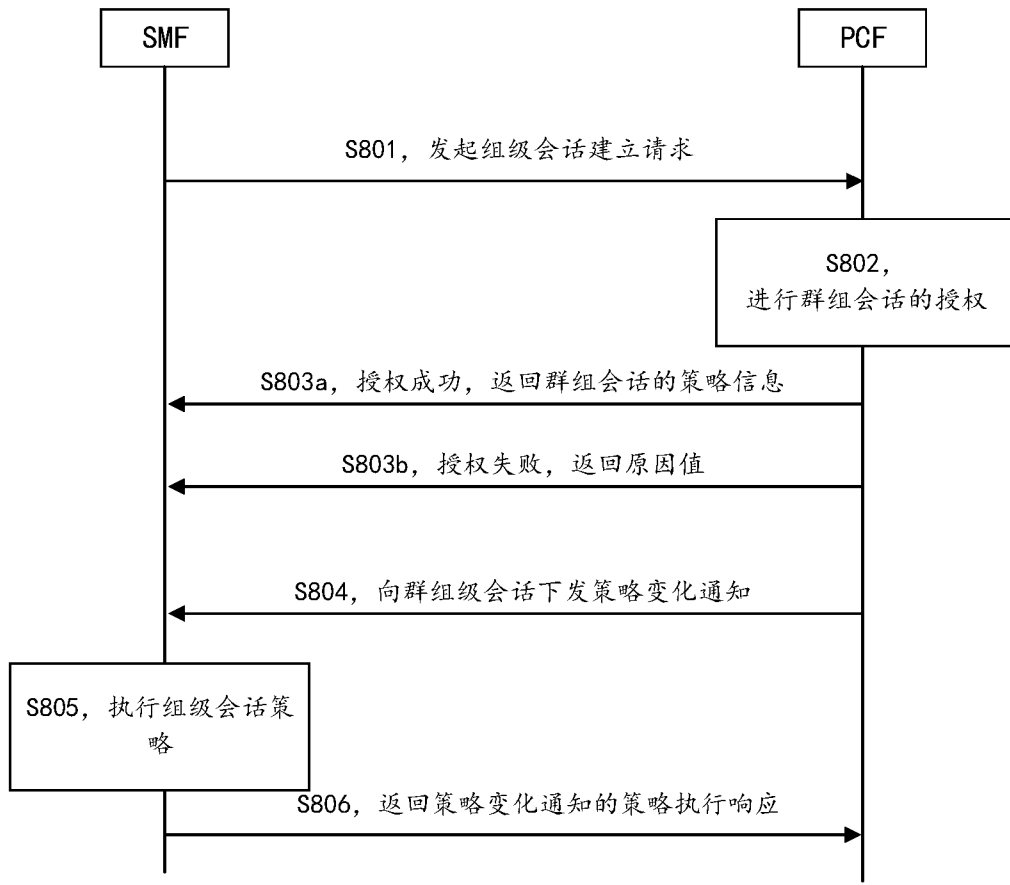 SMF
PCF
S801, 发起组级会话建立请求
S802,
进行群组会话的授权
S803a, 授权成功, 返回群组会话的策略信息
S803b, 授权失败, 返回原因值
S804, 向群组级会话下发策略变化通知
S805, 执行组级会话策
略
S806, 返回策略变化通知的策略执行响应